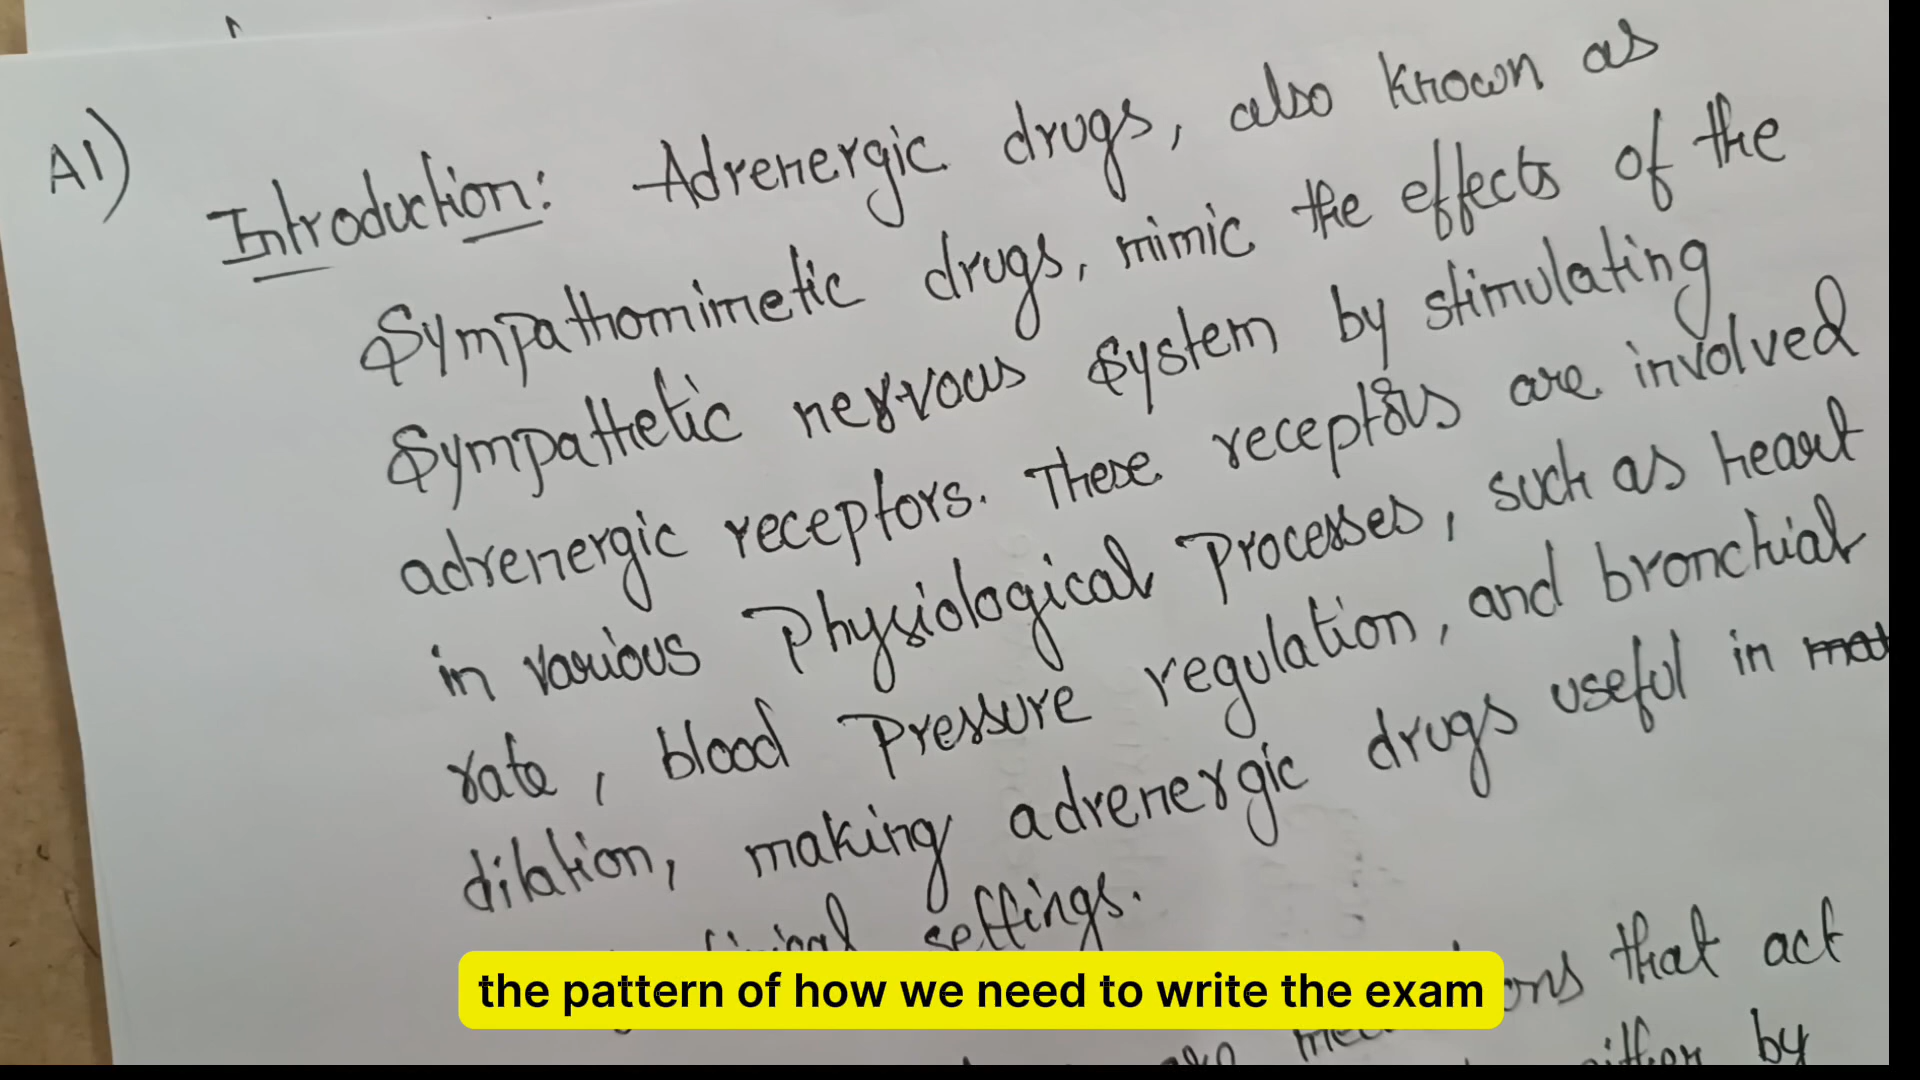 A1)
Introduction: Adrenergic drugs, also known as
Sympathomimetic drugs, mimic the effects of the
Sympathetic nervous system by stimulating
adrenergic receptors. These receptors are involved
in various Physiological Processes, such as heart
rate, blood Pressure regulation, and bronchial
dilation, making adrenergic drugs useful in
clinical settings.
that act
by
the pattern of how we need to write the exam